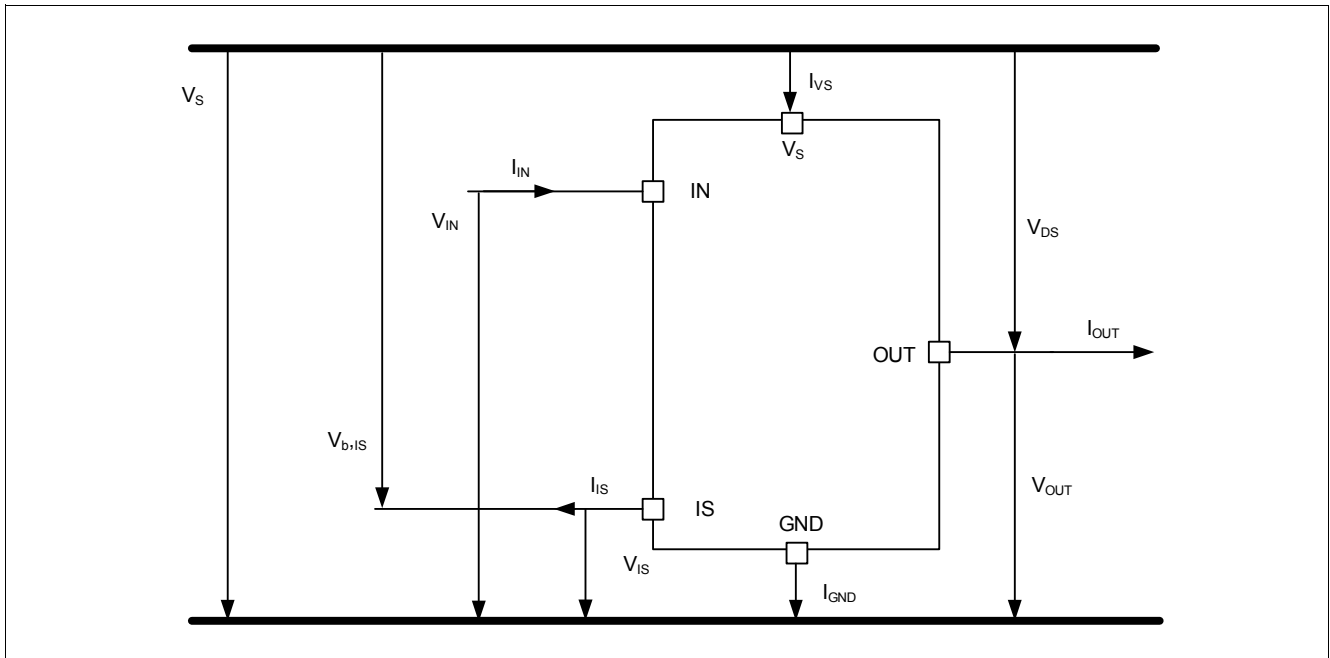 V_S
I_VS
V_S
I_IN
IN
V_IN
V_DS
I_OUT
OUT
V_b,IS
I_IS
IS
V_OUT
GND
V_IS
I_GND